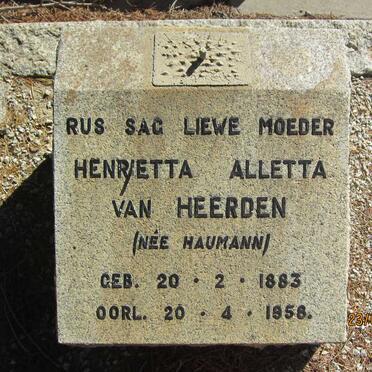 RUS SAG LIEWE MOEDER
HENRIETTA ALLETTA
VAN HEERDEN
(NÉE HAUMANN)
GEB. 20 · 2 · 1883
OORL. 20 · 4 · 1958.